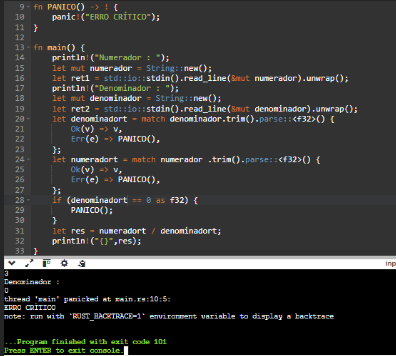 9 fn PANICO() -> ! {
10 panic!("ERRO CRÍTICO");
11 }
12
13 fn main() {
14 println!("Numerador : ");
15 let mut numerador = String::new();
16 let ret1 = std::io::stdin().read_line(&mut numerador).unwrap();
17 println!("Denominador : ");
18 let mut denominador = String::new();
19 let ret2 = std::io::stdin().read_line(&mut denominador).unwrap();
20 let denominadort = match denominador.trim().parse::<f32>() {
21 Ok(v) => v,
22 Err(e) => PANICO(),
23 };
24 let numeradort = match numerador .trim().parse::<f32>() {
25 Ok(v) => v,
26 Err(e) => PANICO(),
27 };
28 if (denominadort == 0 as f32) {
29 PANICO();
30 }
31 let res = numeradort / denominadort;
32 println!("{}",res);
33 }
inp
3
Denominador :
0
thread 'main' panicked at main.rs:10:5:
ERRO CRÍTICO
note: run with `RUST_BACKTRACE=1` environment variable to display a backtrace
...Program finished with exit code 101
Press ENTER to exit console.